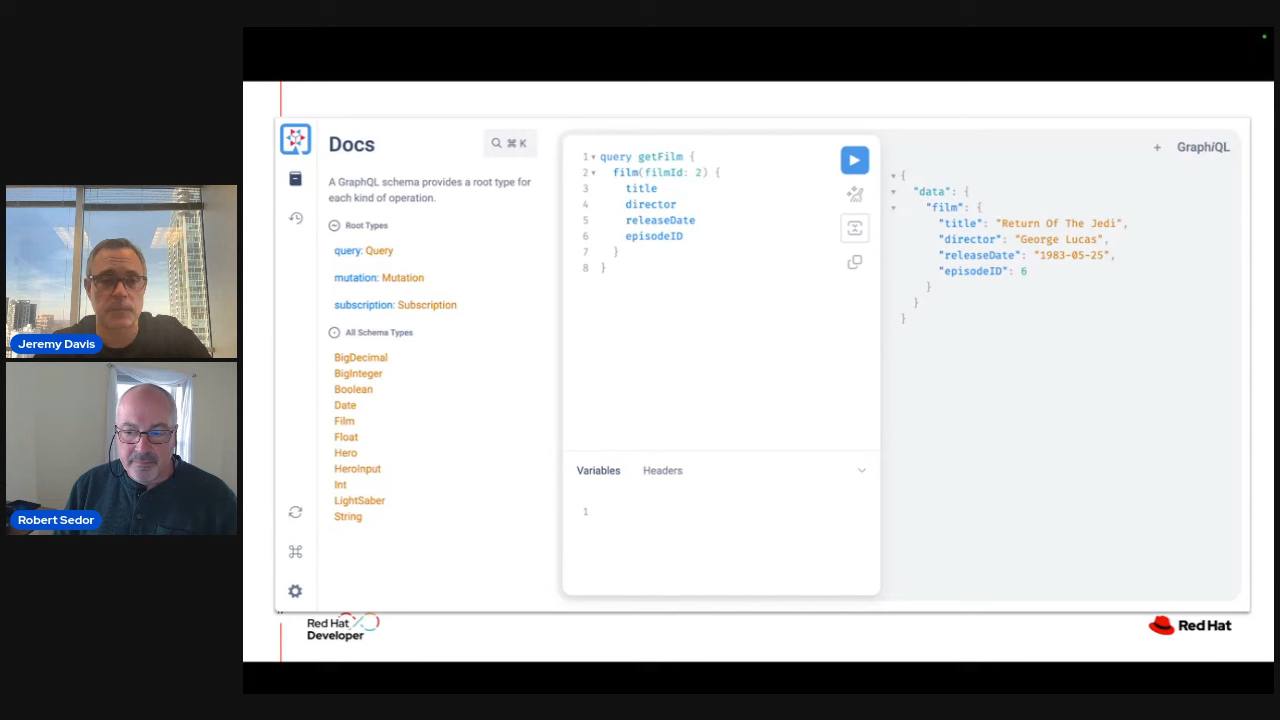 Jeremy Davis
Robert Sedor
Docs
⌘ K
A GraphQL schema provides a root type for
each kind of operation.
Root Types
query: Query
mutation: Mutation
subscription: Subscription
All Schema Types
BigDecimal
BigInteger
Boolean
Date
Film
Float
Hero
HeroInput
Int
LightSaber
String
1 query getFilm {
2 film(filmId: 2) {
3 title
4 director
5 releaseDate
6 episodeID
7 }
8 }
Variables Headers
1
+ GraphiQL
{
"data": {
"film": {
"title": "Return Of The Jedi",
"director": "George Lucas",
"releaseDate": "1983-05-25",
"episodeID": 6
}
}
}
Red Hat
Developer
Red Hat